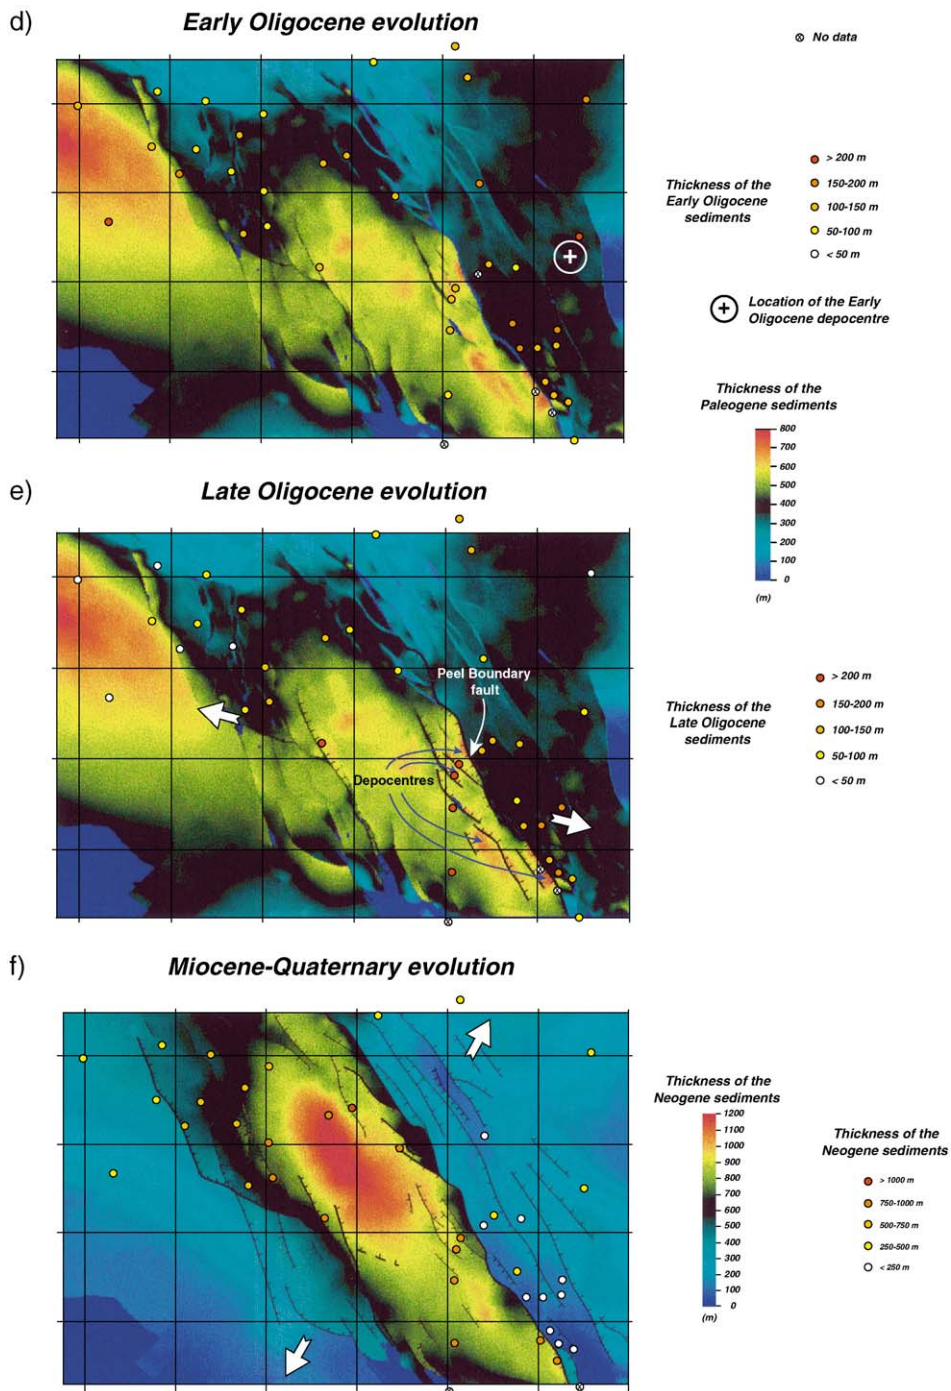 d)
Early Oligocene evolution
No data
Thickness of the
Early Oligocene
sediments
> 200 m
150-200 m
100-150 m
50-100 m
< 50 m
Location of the Early
Oligocene depocentre
Thickness of the
Paleogene sediments
800
700
600
500
400
300
200
100
0
(m)
e)
Late Oligocene evolution
Peel Boundary
fault
Depocentres
Thickness of the
Late Oligocene
sediments
> 200 m
150-200 m
100-150 m
50-100 m
< 50 m
f)
Miocene-Quaternary evolution
Thickness of the
Neogene sediments
1200
1100
1000
900
800
700
600
500
400
300
200
100
0
(m)
Thickness of the
Neogene sediments
> 1000 m
750-1000 m
500-750 m
250-500 m
< 250 m